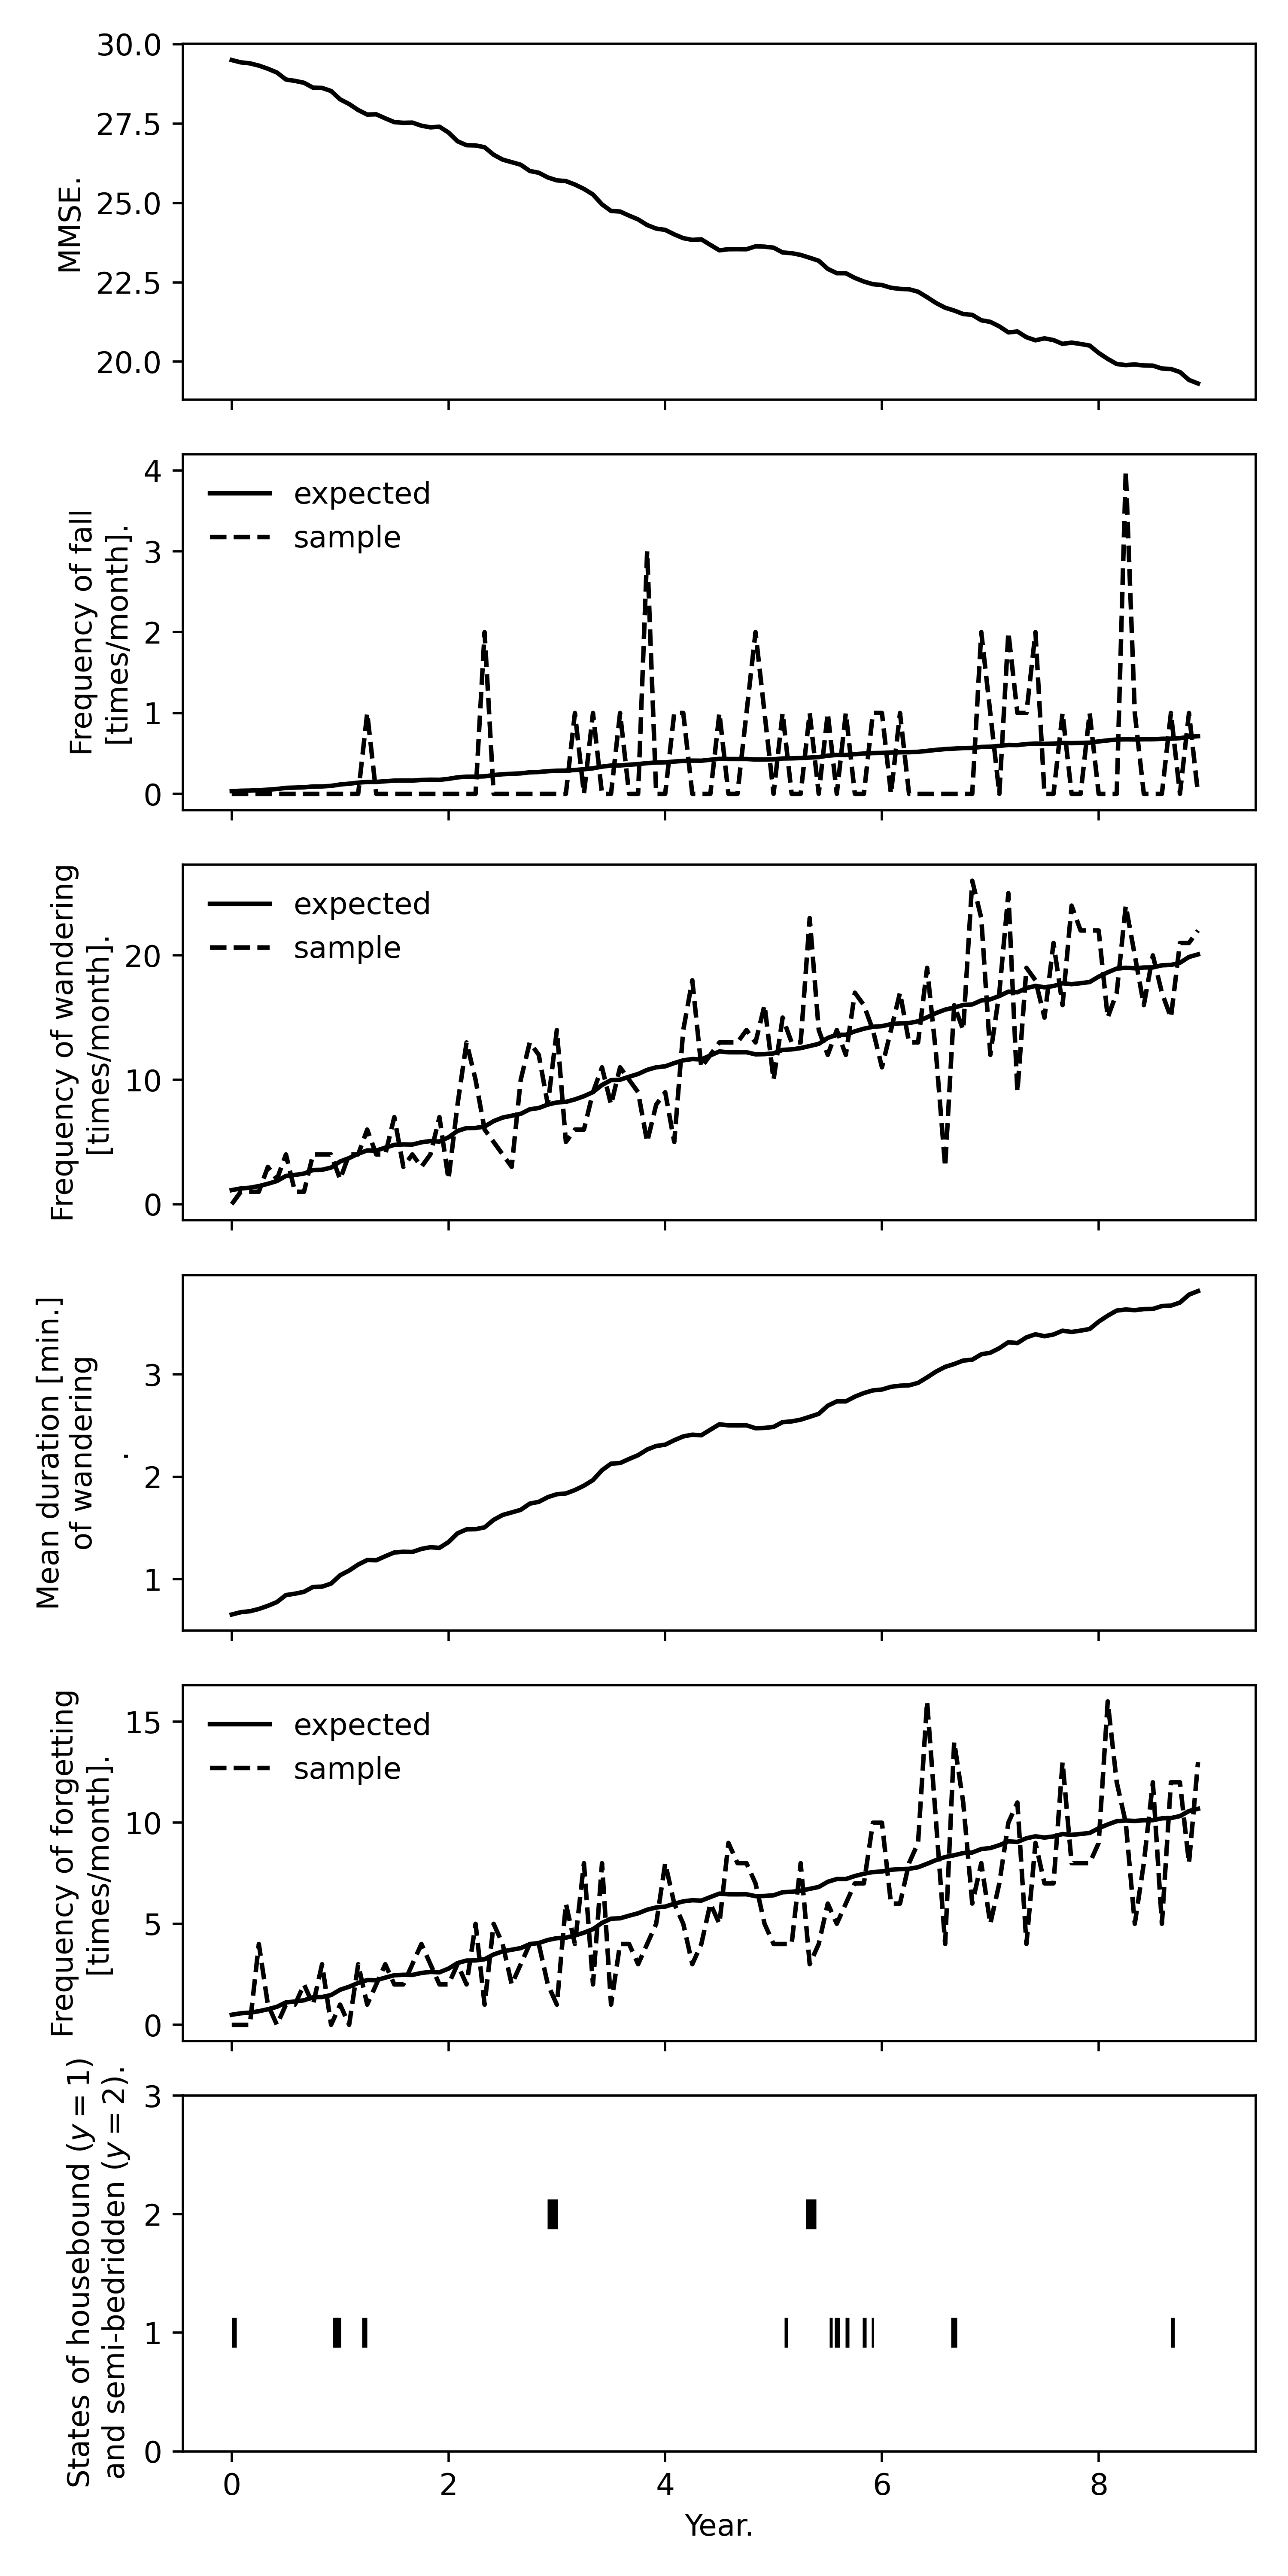 MMSE.
30.0
27.5
25.0
22.5
20.0
Frequency of fall
[times/month].
4
3
2
1
0
expected
sample
Frequency of wandering
[times/month].
20
10
0
expected
sample
Mean duration [min.]
of wandering
.
3
2
1
Frequency of forgetting
[times/month].
15
10
5
0
expected
sample
States of housebound (y = 1)
and semi-bedridden (y = 2).
3
2
1
0
0 2 4 6 8
Year.